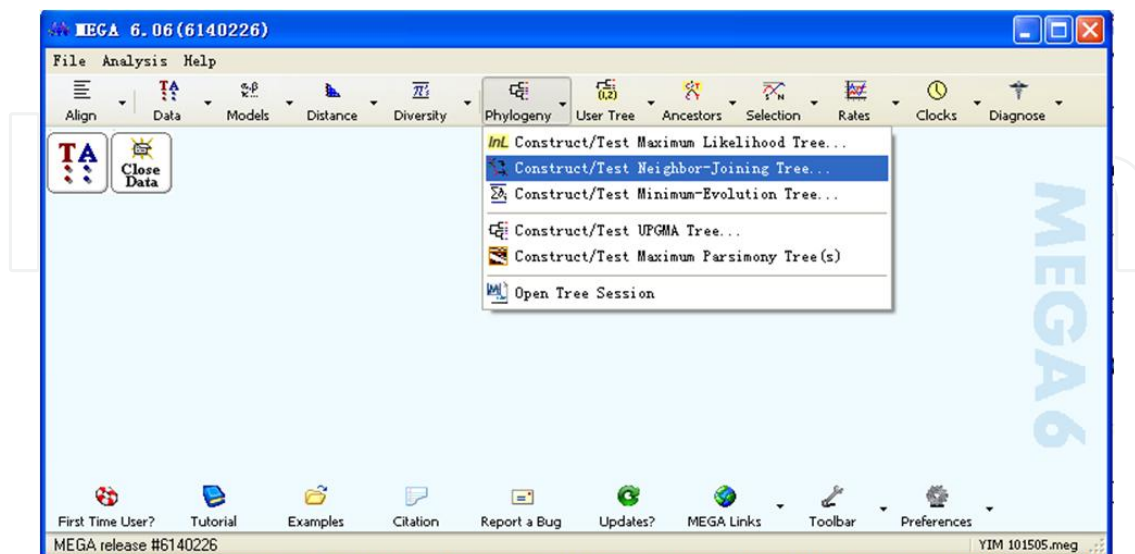 MEGA 6.06(6140226)
File Analysis Help
Align Data Models Distance Diversity Phylogeny User Tree Ancestors Selection Rates Clocks Diagnose
TA
Close Data
lnL Construct/Test Maximum Likelihood Tree...
Construct/Test Neighbor-Joining Tree...
Construct/Test Minimum-Evolution Tree...
Construct/Test UPGMA Tree...
Construct/Test Maximum Parsimony Tree(s)
Open Tree Session
MEGA6
First Time User? Tutorial Examples Citation Report a Bug Updates? MEGA Links Toolbar Preferences
MEGA release #6140226 YIM 101505.meg